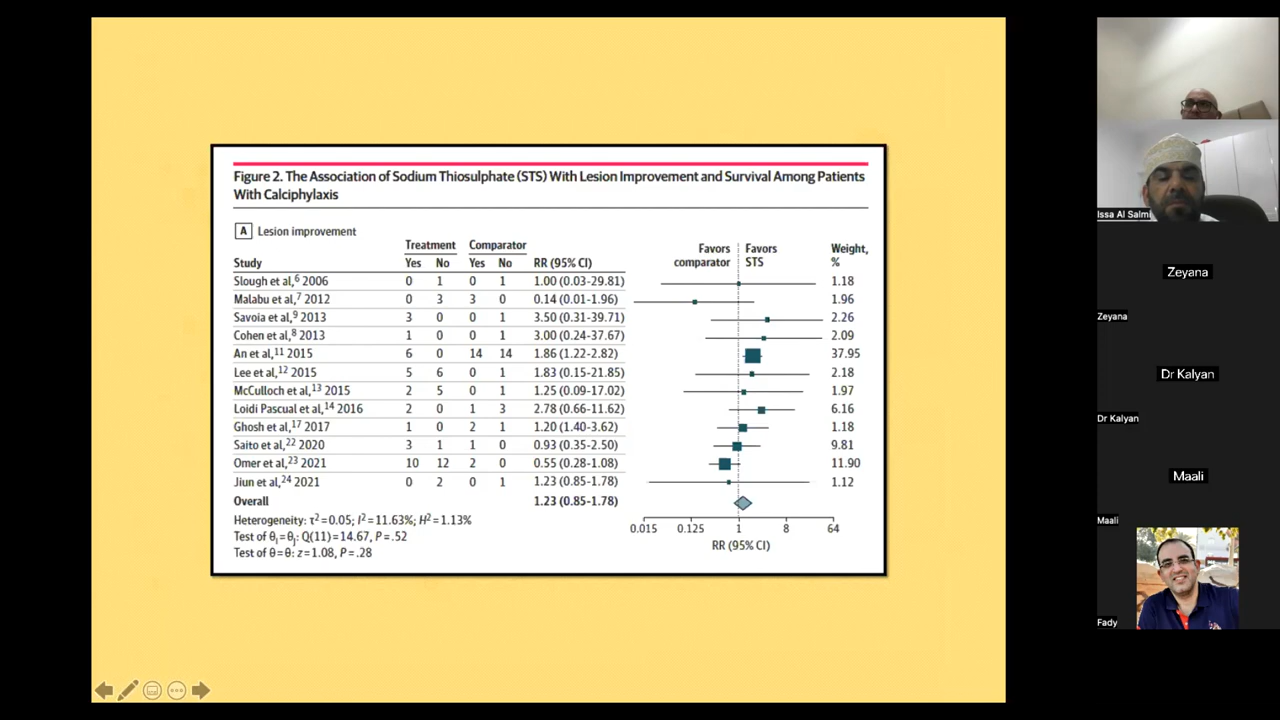 Figure 2. The Association of Sodium Thiosulphate (STS) With Lesion Improvement and Survival Among Patients
With Calciphylaxis
A Lesion improvement
Treatment Comparator Favors Favors Weight,
Study Yes No Yes No RR (95% CI) comparator STS %
Slough et al,6 2006 0 1 0 1 1.00 (0.03-29.81) 1.18
Malabu et al,7 2012 0 3 3 0 0.14 (0.01-1.96) 1.96
Savoia et al,9 2013 3 0 0 1 3.50 (0.31-39.71) 2.26
Cohen et al,8 2013 1 0 0 1 3.00 (0.24-37.67) 2.09
An et al,11 2015 6 0 14 14 1.86 (1.22-2.82) 37.95
Lee et al,12 2015 5 6 0 1 1.83 (0.15-21.85) 2.18
McCulloch et al,13 2015 2 5 0 1 1.25 (0.09-17.02) 1.97
Loidi Pascual et al,14 2016 2 0 1 3 2.78 (0.66-11.62) 6.16
Ghosh et al,17 2017 1 0 2 1 1.20 (1.40-3.62) 1.18
Saito et al,22 2020 3 1 1 0 0.93 (0.35-2.50) 9.81
Omer et al,23 2021 10 12 2 0 0.55 (0.28-1.08) 11.90
Jiun et al,24 2021 0 2 0 1 1.23 (0.85-1.78) 1.12
Overall 1.23 (0.85-1.78)
Heterogeneity: τ2=0.05; I2=11.63%; H2=1.13%
Test of θi=θj: Q(11)=14.67, P=.52
Test of θ=θ: z=1.08, P=.28
0.015 0.125 1 8 64
RR (95% CI)
Issa Al Salmi
Zeyana
Zeyana
Dr Kalyan
Dr Kalyan
Maali
Maali
Fady